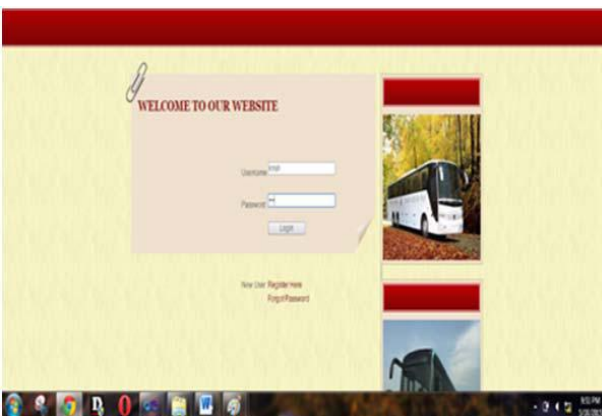 WELCOME TO OUR WEBSITE
Username
Password
Login
New User Register Here
Forgot Password